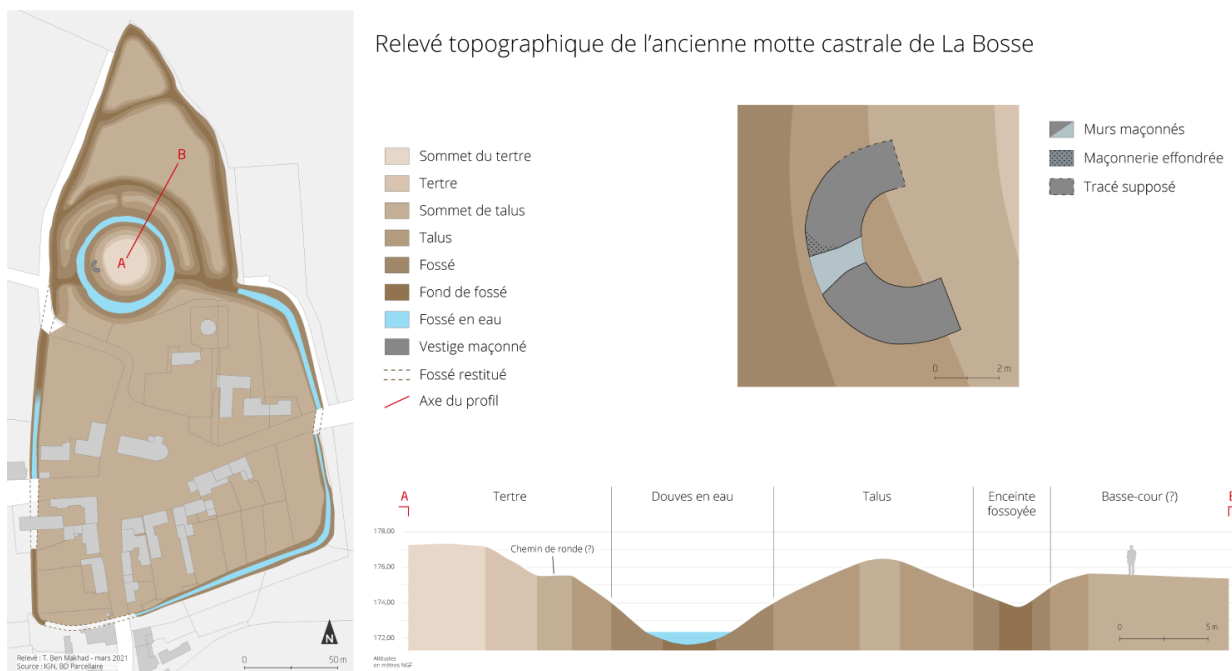 Relevé topographique de l'ancienne motte castrale de La Bosse
B
A
N
Relevé : T. Ben Makhad - mars 2021
Source : IGN, BD Parcellaire
0 50 m
Sommet du tertre
Tertre
Sommet de talus
Talus
Fossé
Fond de fossé
Fossé en eau
Vestige maçonné
Fossé restitué
Axe du profil
0 2 m
Murs maçonnés
Maçonnerie effondrée
Tracé supposé
A Tertre Douves en eau Talus Enceinte fossoyée Basse-cour (?)
178,00
176,00
174,00
172,00
Chemin de ronde (?)
Altitudes
en mètres NGF
0 5 m